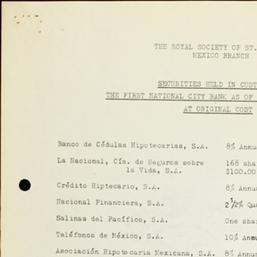 THE ROYAL SOCIETY OF ST.
MEXICO BRANCH
SECURITIES HELD IN CUST
THE FIRST NATIONAL CITY BANK AS OF
AT ORIGINAL COST
Banco de Cédulas Hipotecarias, S.A. 8% Annu
La Nacional, Cía. de Seguros sobre 168 sha
la Vida, S.A. $100.00
Crédito Hiptecario, S.A. 8% Annu
Nacional Financiera, S.A. Qua
Salinas del Pacífico, S.A. One sha
Teléfonos de México, S.A. 10% Annu
Asociación Hipotecaria Mexicana, S.A. 8% Annua